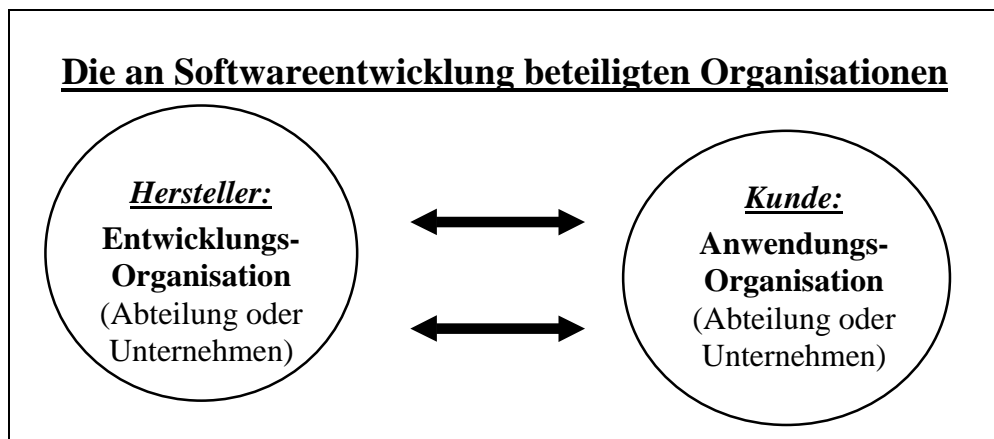 Die an Softwareentwicklung beteiligten Organisationen
Hersteller:
Entwicklungs-
Organisation
(Abteilung oder
Unternehmen)
Kunde:
Anwendungs-
Organisation
(Abteilung oder
Unternehmen)